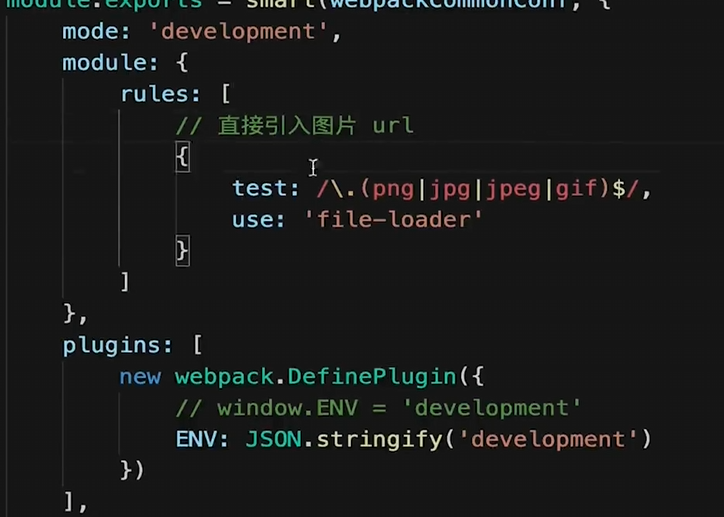 module.exports = smart(webpackCommonConf, {
mode: 'development',
module: {
rules: [
// 直接引入图片 url
{
test: /\.(png|jpg|jpeg|gif)$/,
use: 'file-loader'
}
]
},
plugins: [
new webpack.DefinePlugin({
// window.ENV = 'development'
ENV: JSON.stringify('development')
})
],